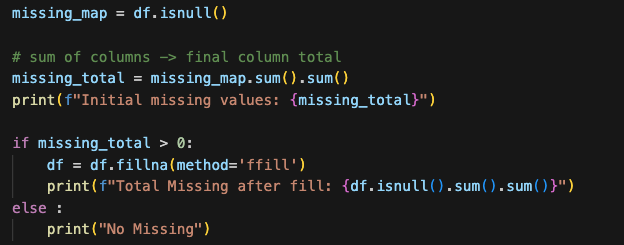 missing_map = df.isnull()
# sum of columns -> final column total
missing_total = missing_map.sum().sum()
print(f"Initial missing values: {missing_total}")
if missing_total > 0:
    df = df.fillna(method='ffill')
    print(f"Total Missing after fill: {df.isnull().sum().sum()}")
else :
    print("No Missing")